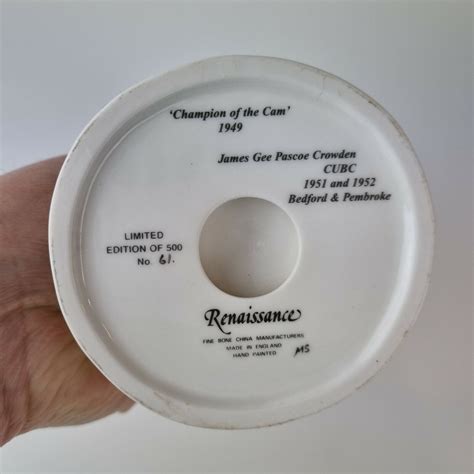 'Champion of the Cam'
1949
James Gee Pascoe Crowden
CUBC
1951 and 1952
Bedford & Pembroke
LIMITED
EDITION OF 500
No. 61.
Renaissance
FINE BONE CHINA MANUFACTURERS
MADE IN ENGLAND
HAND PAINTED MS